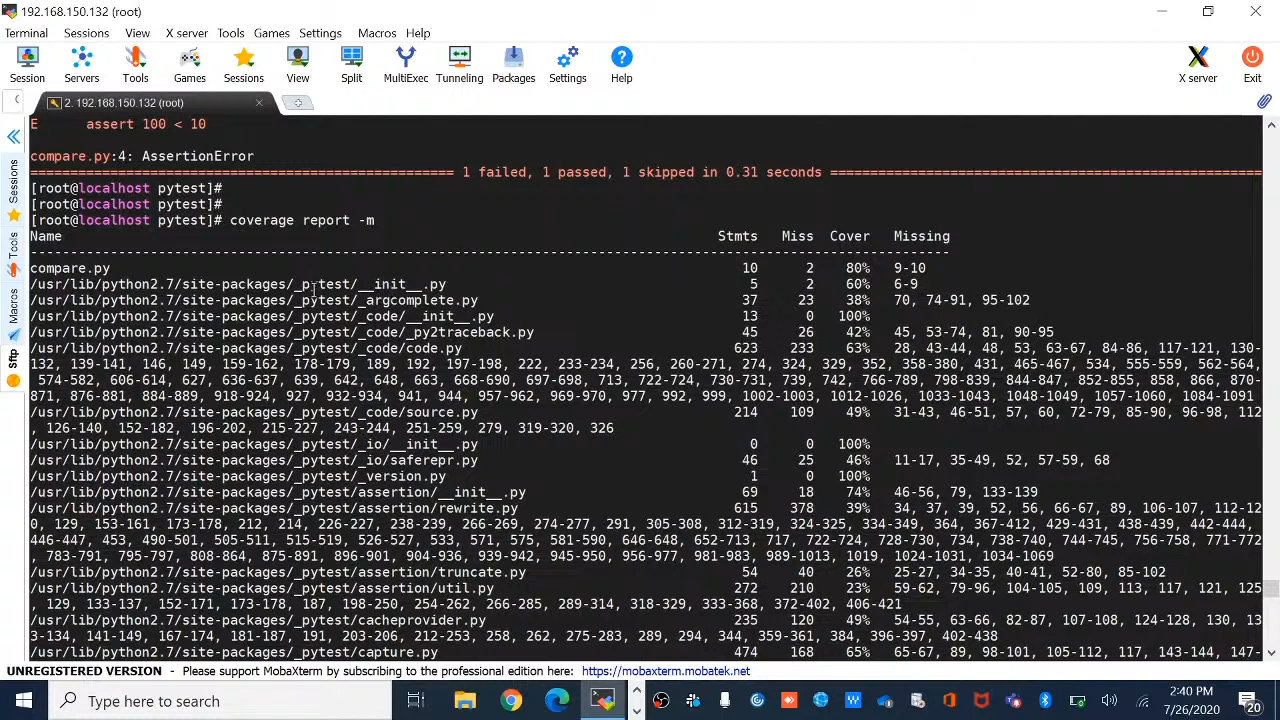 192.168.150.132 (root)
Terminal Sessions View X server Tools Games Settings Macros Help
Session Servers Tools Games Sessions View Split MultiExec Tunneling Packages Settings Help X server Exit
2. 192.168.150.132 (root)
Sessions
Tools
Macros
Sftp
E assert 100 < 10
compare.py:4: AssertionError
================================================ 1 failed, 1 passed, 1 skipped in 0.31 seconds ================================================
[root@localhost pytest]#
[root@localhost pytest]#
[root@localhost pytest]# coverage report -m
Name Stmts Miss Cover Missing
------------------------------------------------------------------------------------------------------------------
compare.py 10 2 80% 9-10
/usr/lib/python2.7/site-packages/_pytest/__init__.py 5 2 60% 6-9
/usr/lib/python2.7/site-packages/_pytest/_argcomplete.py 37 23 38% 70, 74-91, 95-102
/usr/lib/python2.7/site-packages/_pytest/_code/__init__.py 13 0 100%
/usr/lib/python2.7/site-packages/_pytest/_code/_py2traceback.py 45 26 42% 45, 53-74, 81, 90-95
/usr/lib/python2.7/site-packages/_pytest/_code/code.py 623 233 63% 28, 43-44, 48, 53, 63-67, 84-86, 117-121, 130-
132, 139-141, 146, 149, 159-162, 178-179, 189, 192, 197-198, 222, 233-234, 256, 260-271, 274, 324, 329, 352, 358-380, 431, 465-467, 534, 555-559, 562-564,
574-582, 606-614, 627, 636-637, 639, 642, 648, 663, 668-690, 697-698, 713, 722-724, 730-731, 739, 742, 766-789, 798-839, 844-847, 852-855, 858, 866, 870-
871, 876-881, 884-889, 918-924, 927, 932-934, 941, 944, 957-962, 969-970, 977, 992, 999, 1002-1003, 1012-1026, 1033-1043, 1048-1049, 1057-1060, 1084-1091
/usr/lib/python2.7/site-packages/_pytest/_code/source.py 214 109 49% 31-43, 46-51, 57, 60, 72-79, 85-90, 96-98, 112
, 126-140, 152-182, 196-202, 215-227, 243-244, 251-259, 279, 319-320, 326
/usr/lib/python2.7/site-packages/_pytest/_io/__init__.py 0 0 100%
/usr/lib/python2.7/site-packages/_pytest/_io/saferepr.py 46 25 46% 11-17, 35-49, 52, 57-59, 68
/usr/lib/python2.7/site-packages/_pytest/_version.py 1 0 100%
/usr/lib/python2.7/site-packages/_pytest/assertion/__init__.py 69 18 74% 46-56, 79, 133-139
/usr/lib/python2.7/site-packages/_pytest/assertion/rewrite.py 615 378 39% 34, 37, 39, 52, 56, 66-67, 89, 106-107, 112-12
0, 129, 153-161, 173-178, 212, 214, 226-227, 238-239, 266-269, 274-277, 291, 305-308, 312-319, 324-325, 334-349, 364, 367-412, 429-431, 438-439, 442-444,
446-447, 453, 490-501, 505-511, 515-519, 526-527, 533, 571, 575, 581-590, 646-648, 652-713, 717, 722-724, 728-730, 734, 738-740, 744-745, 756-758, 771-772
, 783-791, 795-797, 808-864, 875-891, 896-901, 904-936, 939-942, 945-950, 956-977, 981-983, 989-1013, 1019, 1024-1031, 1034-1069
/usr/lib/python2.7/site-packages/_pytest/assertion/truncate.py 54 40 26% 25-27, 34-35, 40-41, 52-80, 85-102
/usr/lib/python2.7/site-packages/_pytest/assertion/util.py 272 210 23% 59-62, 79-96, 104-105, 109, 113, 117, 121, 125
, 129, 133-137, 152-171, 173-178, 187, 198-250, 254-262, 266-285, 289-314, 318-329, 333-368, 372-402, 406-421
/usr/lib/python2.7/site-packages/_pytest/cacheprovider.py 235 120 49% 54-55, 63-66, 82-87, 107-108, 124-128, 130, 13
3-134, 141-149, 167-174, 181-187, 191, 203-206, 212-253, 258, 262, 275-283, 289, 294, 344, 359-361, 384, 396-397, 402-438
/usr/lib/python2.7/site-packages/_pytest/capture.py 474 168 65% 65-67, 89, 98-101, 105-112, 117, 143-144, 147-
UNREGISTERED VERSION - Please support MobaXterm by subscribing to the professional edition here: https://mobaxterm.mobatek.net
Type here to search
2:40 PM
7/26/2020
20